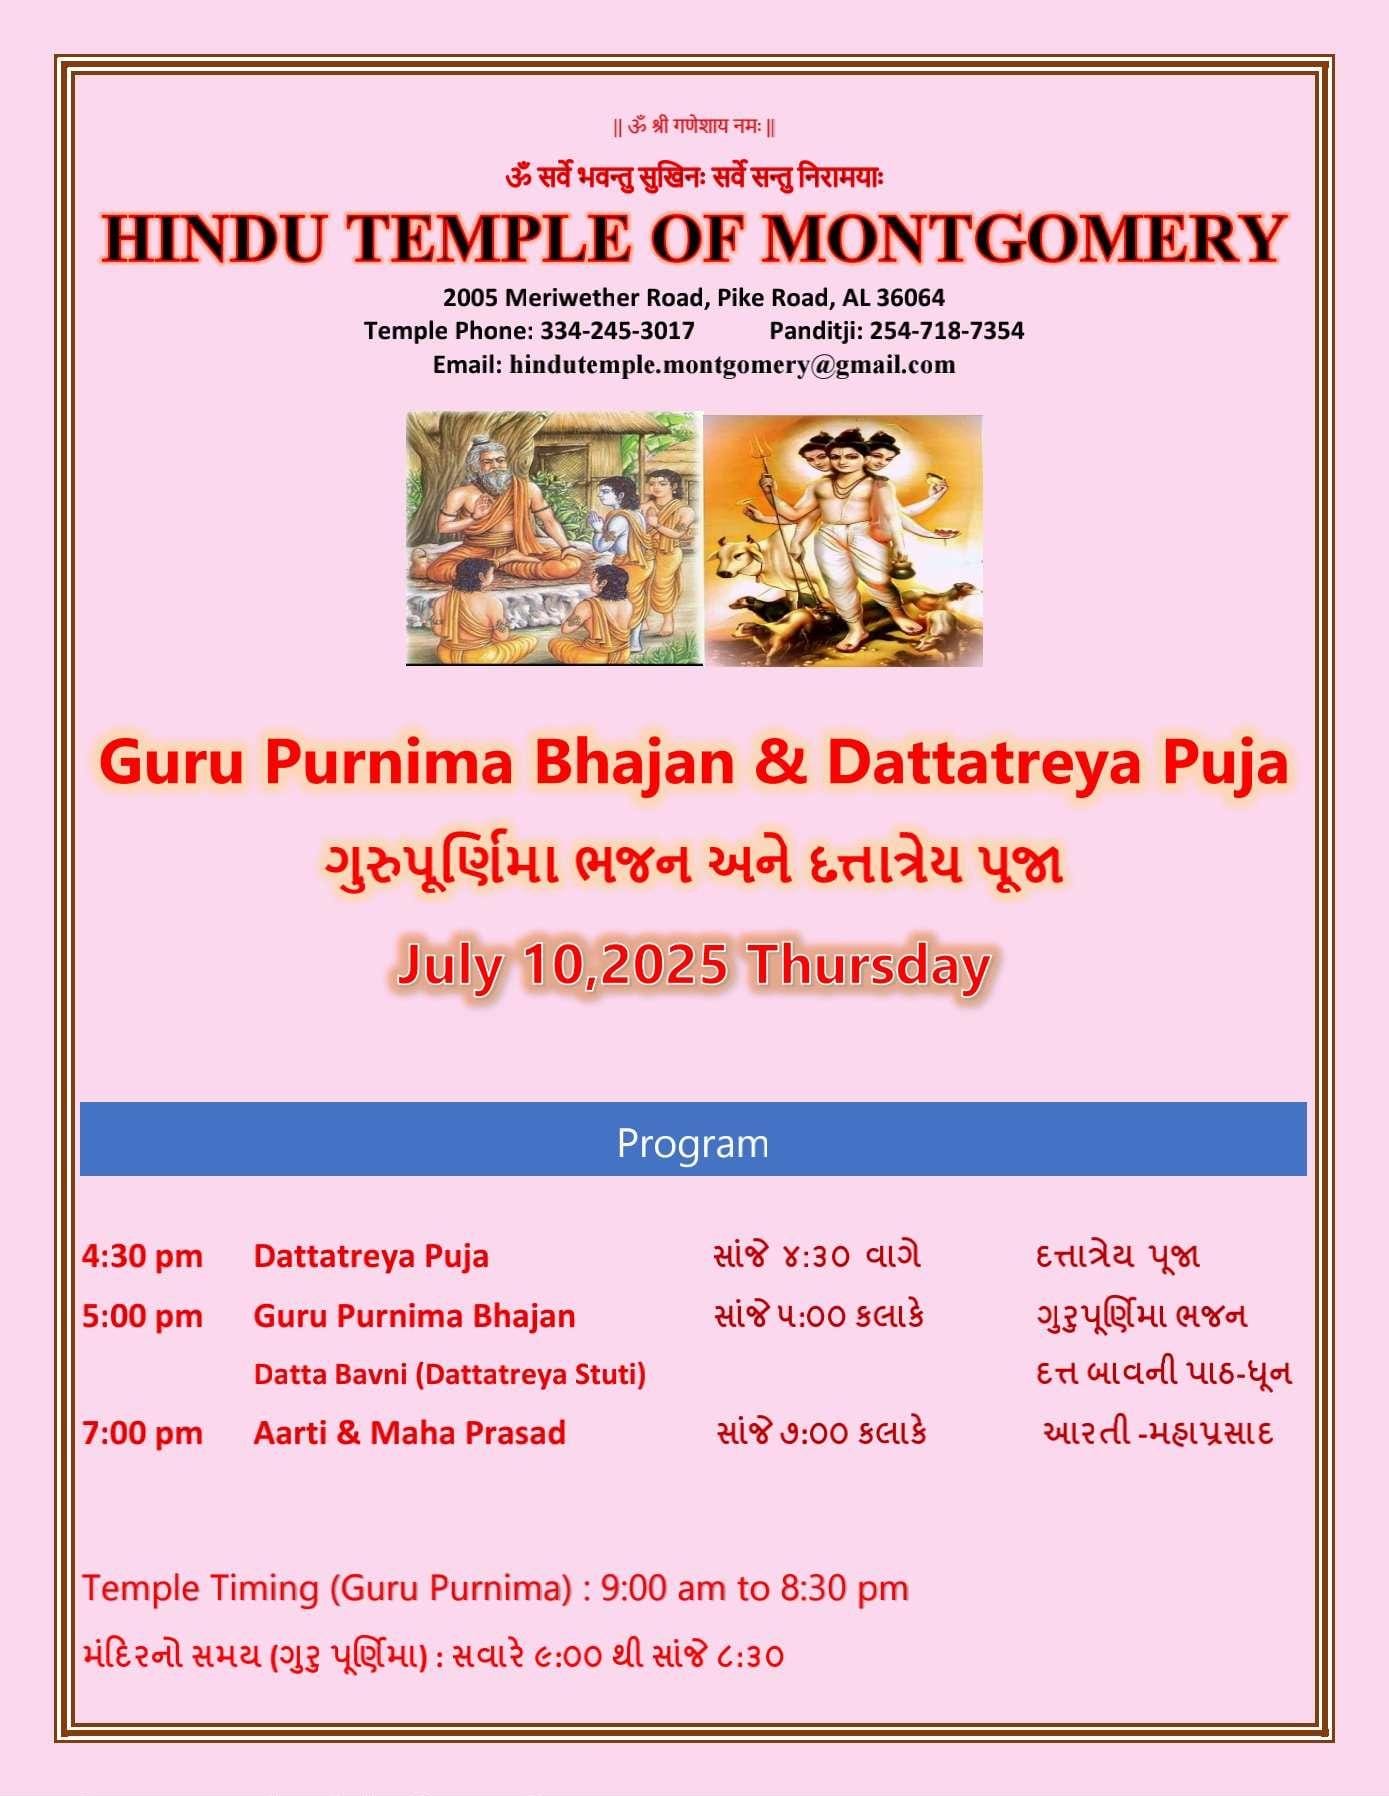 || ॐ श्री गणेशाय नमः ||
ॐ सर्वे भवन्तु सुखिनः सर्वे सन्तु निरामयाः
HINDU TEMPLE OF MONTGOMERY
2005 Meriwether Road, Pike Road, AL 36064
Temple Phone: 334-245-3017 Panditji: 254-718-7354
Email: hindutemple.montgomery@gmail.com
Guru Purnima Bhajan & Dattatreya Puja
ગુરુપૂર્ણિમા ભજન અને દત્તાત્રેય પૂજા
July 10,2025 Thursday
Program
4:30 pm Dattatreya Puja સાંજે ૪:૩૦ વાગે દત્તાત્રેય પૂજા
5:00 pm Guru Purnima Bhajan સાંજે ૫:૦૦ કલાકે ગુરુપૂર્ણિમા ભજન
Datta Bavni (Dattatreya Stuti) દત્ત બાવની પાઠ-ધૂન
7:00 pm Aarti & Maha Prasad સાંજે ૭:૦૦ કલાકે આરતી -મહાપ્રસાદ
Temple Timing (Guru Purnima) : 9:00 am to 8:30 pm
મંદિરનો સમય (ગુરુ પૂર્ણિમા) : સવારે ૯:૦૦ થી સાંજે ૮:૩૦